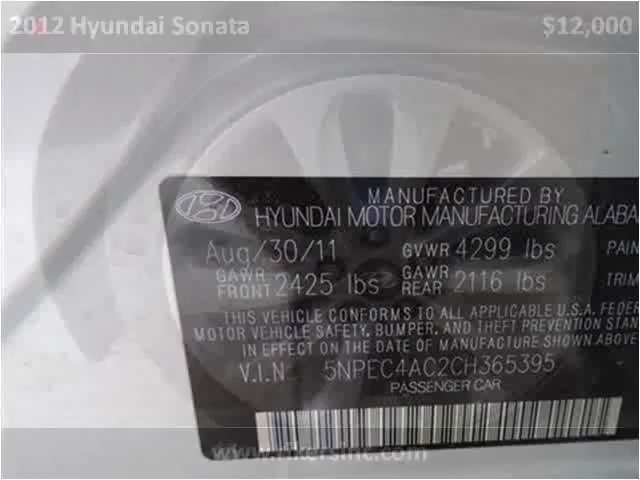 2012 Hyundai Sonata $12,000
MANUFACTURED BY
HYUNDAI MOTOR MANUFACTURING ALABA
Aug/30/11 GVWR 4299 lbs PAIN
GAWR FRONT 2425 lbs GAWR REAR 2116 lbs TRIM
THIS VEHICLE CONFORMS TO ALL APPLICABLE U.S.A. FEDER
MOTOR VEHICLE SAFETY, BUMPER, AND THEFT PREVENTION STAN
IN EFFECT ON THE DATE OF MANUFACTURE SHOWN ABOVE
V.I.N 5NPEC4AC2CH365395
PASSENGER CAR